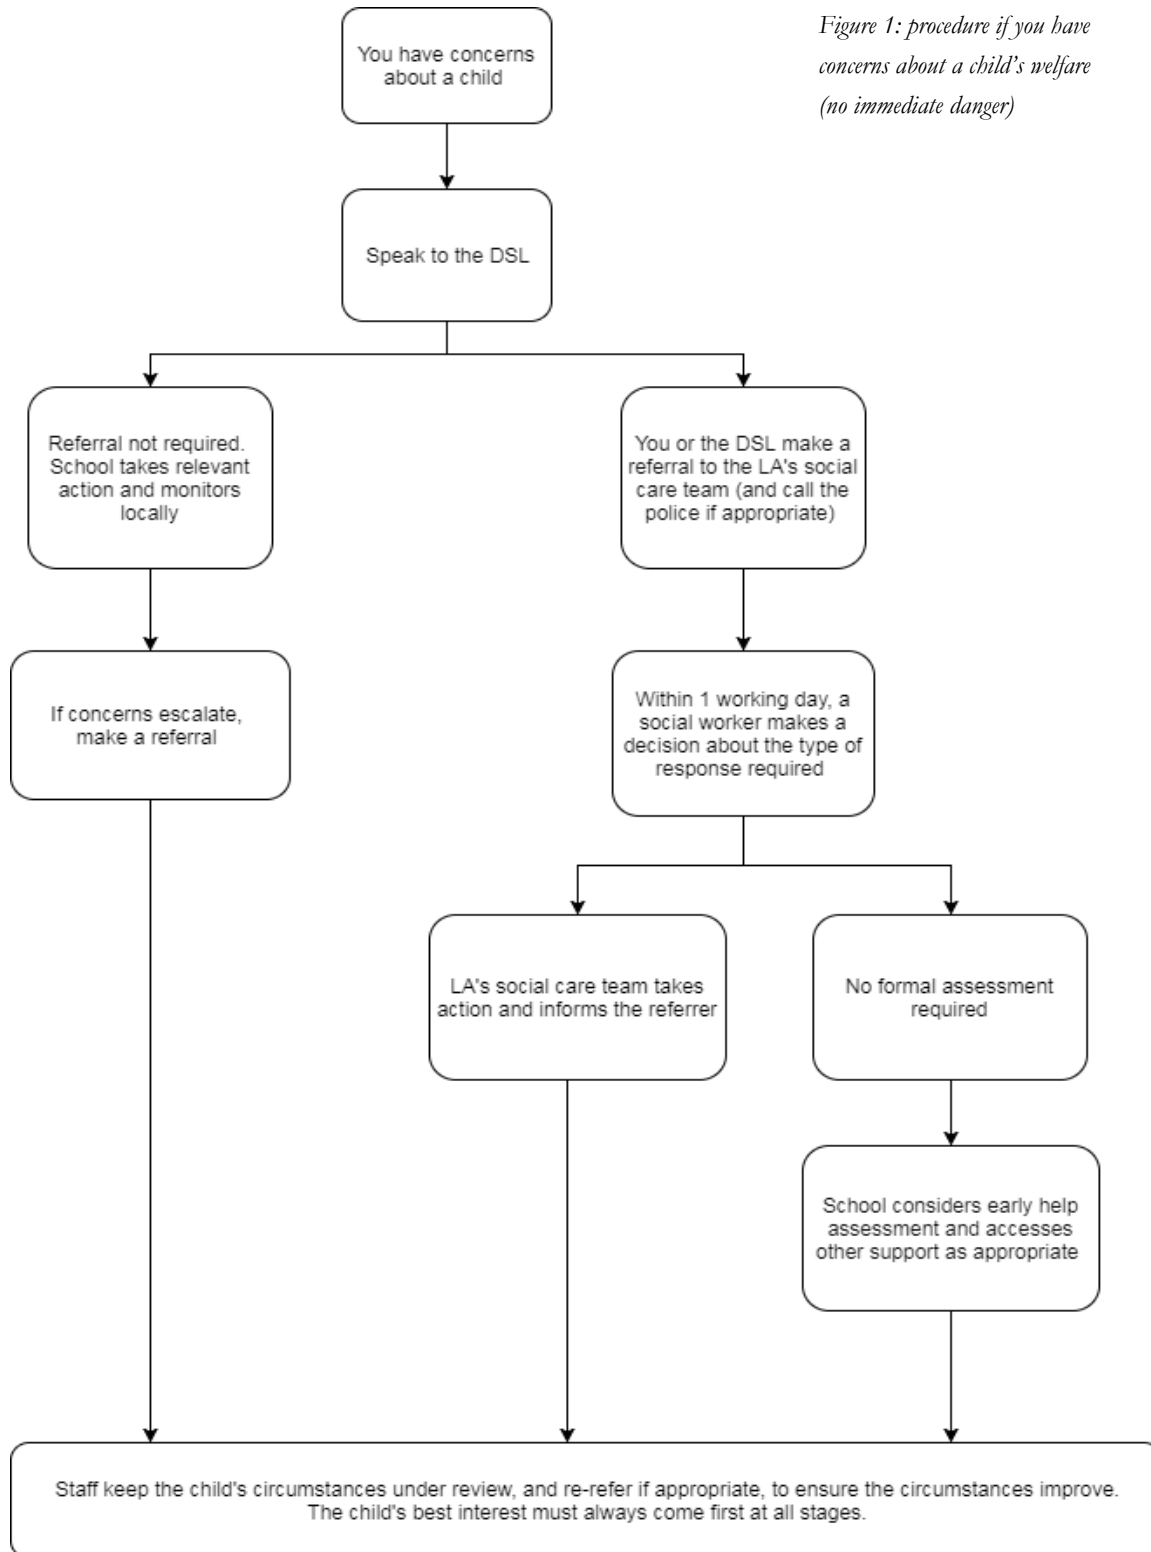 Figure 1: procedure if you have
concerns about a child's welfare
(no immediate danger)
You have concerns
about a child
Speak to the DSL
Referral not required.
School takes relevant
action and monitors
locally
You or the DSL make a
referral to the LA's social
care team (and call the
police if appropriate)
If concerns escalate,
make a referral
Within 1 working day, a
social worker makes a
decision about the type of
response required
LA's social care team takes
action and informs the referrer
No formal assessment
required
School considers early help
assessment and accesses
other support as appropriate
Staff keep the child's circumstances under review, and re-refer if appropriate, to ensure the circumstances improve.
The child's best interest must always come first at all stages.